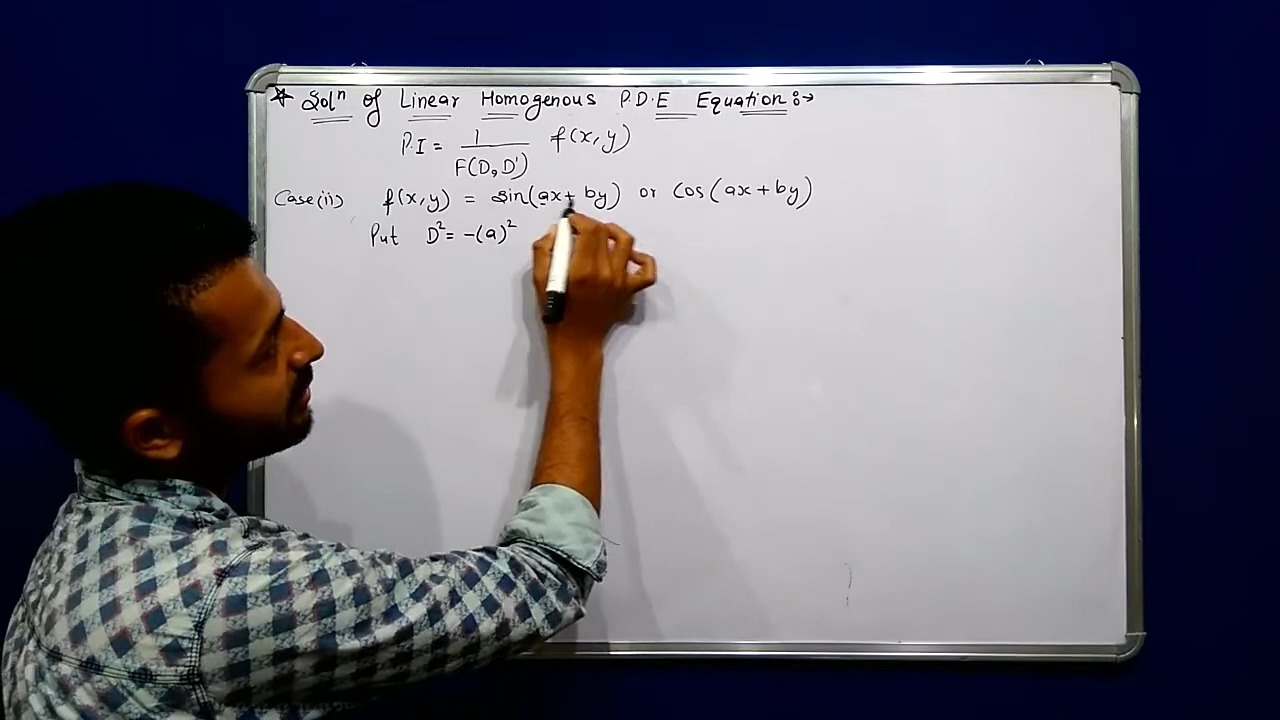 * Solⁿ of Linear Homogenous P.D.E Equation:→
P.I = 1 / F(D, D') f(x, y)
Case(ii) f(x, y) = sin(ax + by) or cos(ax + by)
Put D² = -(a)²